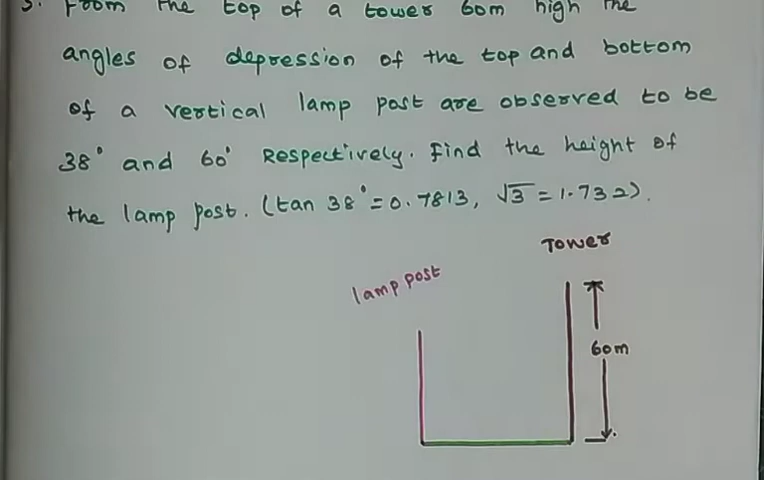 3. From the top of a tower 60m high the
angles of depression of the top and bottom
of a vertical lamp post are observed to be
38° and 60° Respectively. Find the height of
the lamp post. (tan 38° = 0.7813, √3 = 1.732).
Tower
lamp post
60m